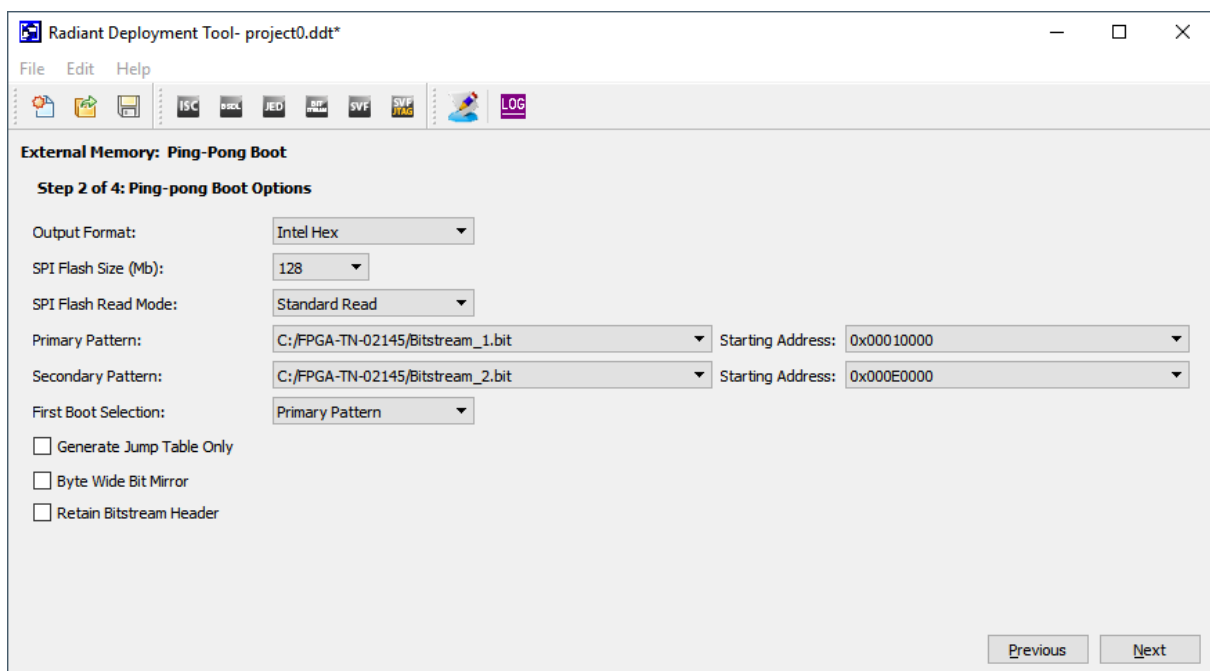 Radiant Deployment Tool- project0.ddt*
File Edit Help
ISC BSDL JED BIT SVF SVF JTAG LOG
External Memory: Ping-Pong Boot
Step 2 of 4: Ping-pong Boot Options
Output Format: Intel Hex
SPI Flash Size (Mb): 128
SPI Flash Read Mode: Standard Read
Primary Pattern: C:/FPGA-TN-02145/Bitstream_1.bit Starting Address: 0x00010000
Secondary Pattern: C:/FPGA-TN-02145/Bitstream_2.bit Starting Address: 0x000E0000
First Boot Selection: Primary Pattern
Generate Jump Table Only
Byte Wide Bit Mirror
Retain Bitstream Header
Previous Next